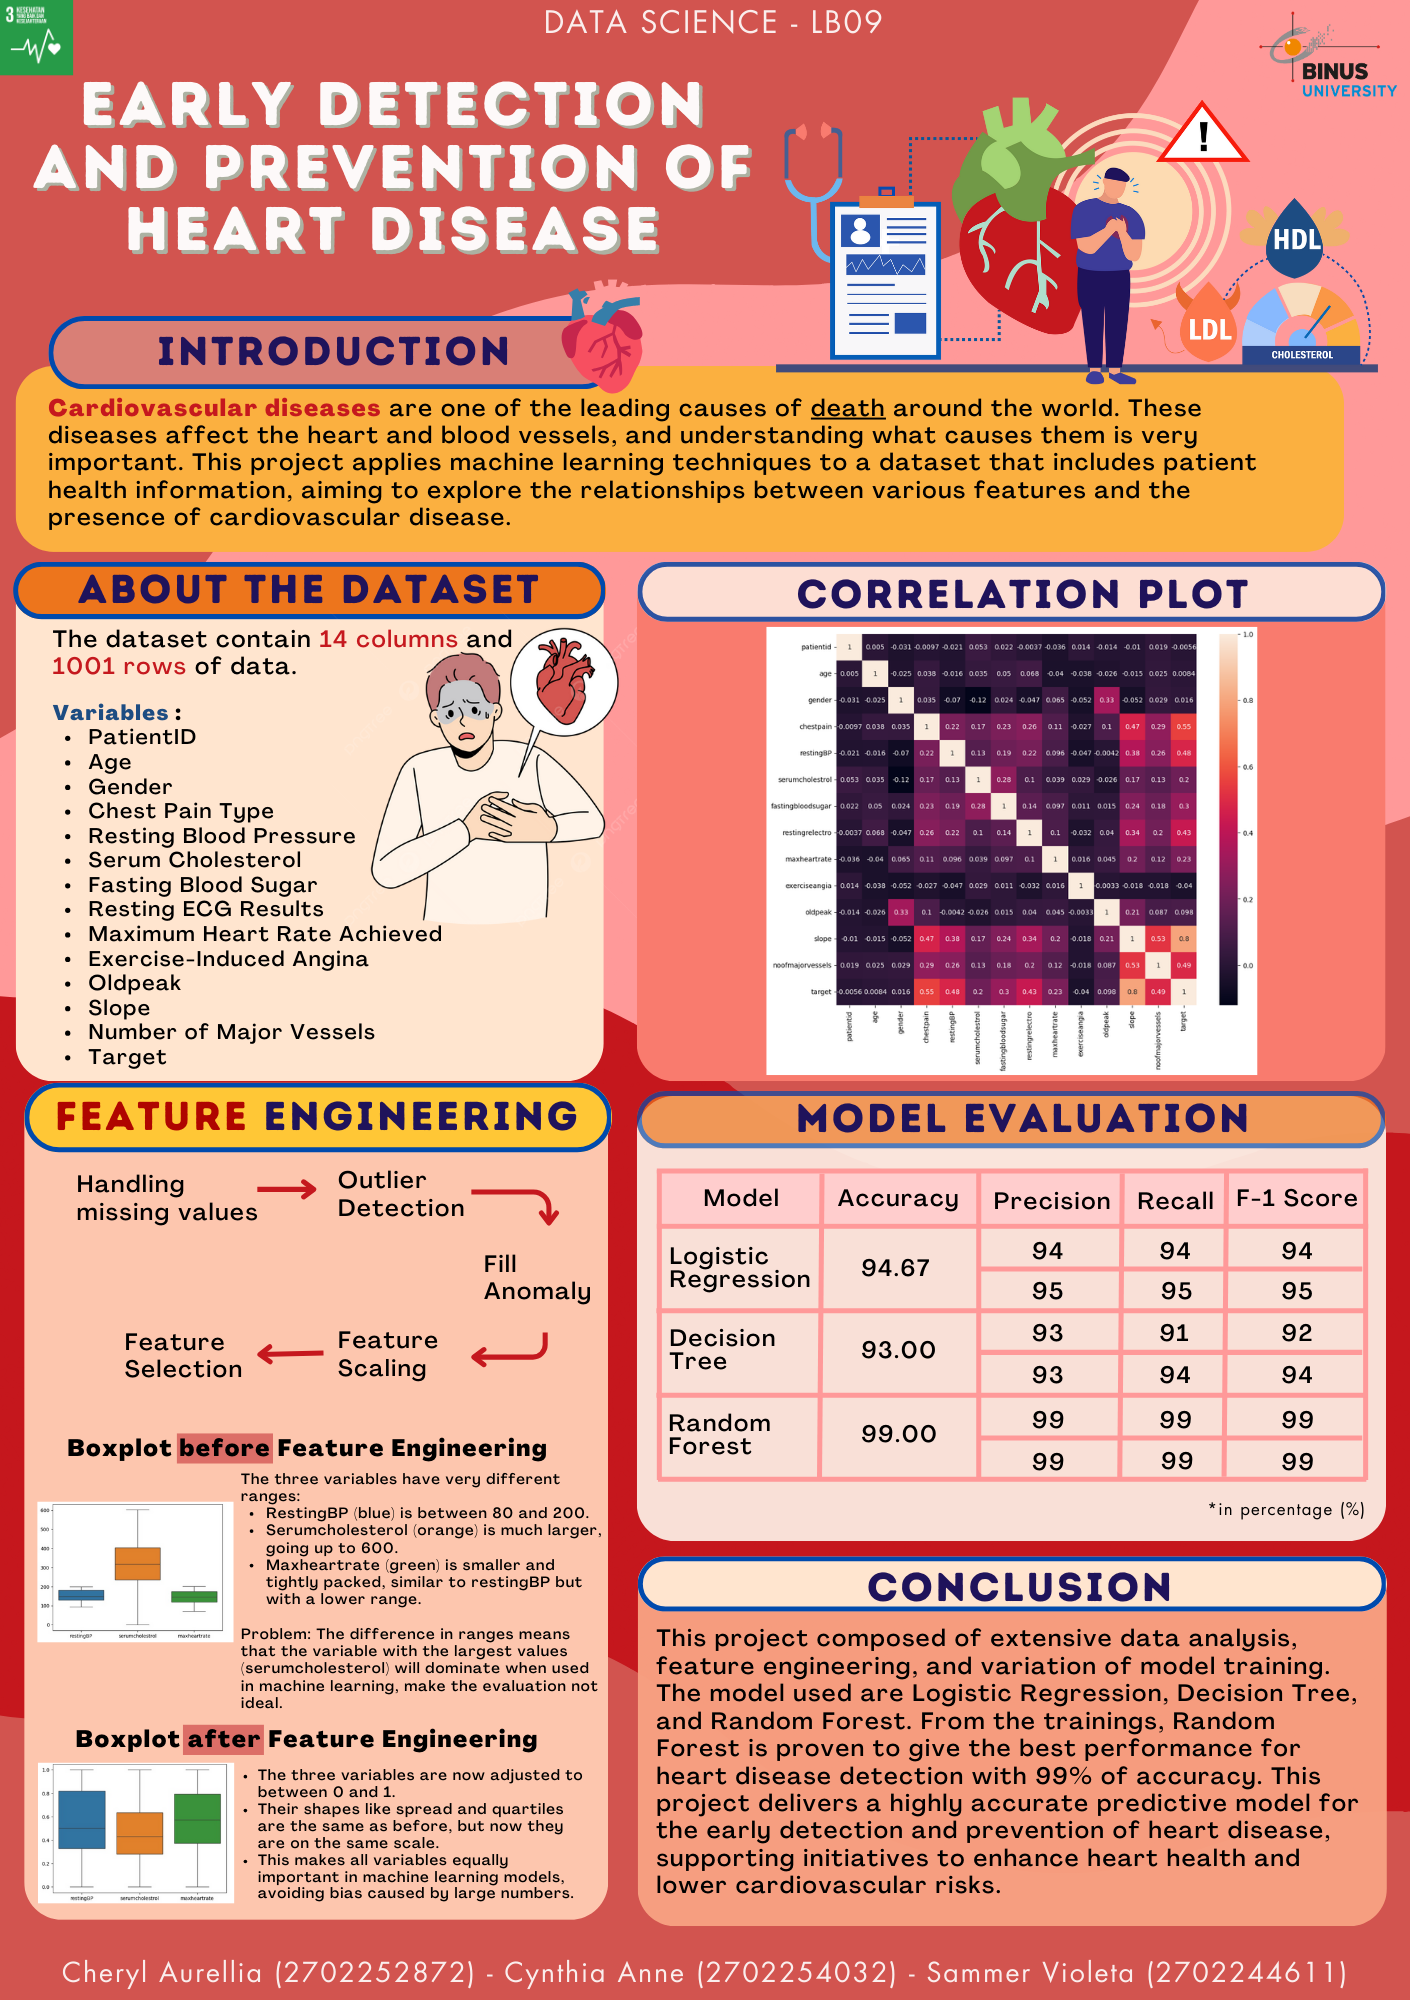 3 KESEHATAN
YANG BAIK DAN
KESEJAHTERAAN
DATA SCIENCE - LB09
BINUS
UNIVERSITY
EARLY DETECTION
AND PREVENTION OF
HEART DISEASE
!
HDL
LDL
CHOLESTEROL
INTRODUCTION
Cardiovascular diseases are one of the leading causes of death around the world. These
diseases affect the heart and blood vessels, and understanding what causes them is very
important. This project applies machine learning techniques to a dataset that includes patient
health information, aiming to explore the relationships between various features and the
presence of cardiovascular disease.
ABOUT THE DATASET
The dataset contain 14 columns and
1001 rows of data.
Variables :
• PatientID
• Age
• Gender
• Chest Pain Type
• Resting Blood Pressure
• Serum Cholesterol
• Fasting Blood Sugar
• Resting ECG Results
• Maximum Heart Rate Achieved
• Exercise-Induced Angina
• Oldpeak
• Slope
• Number of Major Vessels
• Target
CORRELATION PLOT
patientid 1 0.005 -0.031 -0.0097 -0.021 0.053 0.022 -0.0037 -0.036 0.014 -0.014 -0.01 0.019 -0.0056
age 0.005 1 -0.025 0.038 -0.016 0.035 0.05 0.068 -0.04 -0.038 -0.026 -0.015 0.025 0.0084
gender -0.031 -0.025 1 0.035 -0.07 -0.12 0.024 -0.047 0.065 -0.052 0.33 -0.052 0.029 0.016
chestpain -0.0097 0.038 0.035 1 0.22 0.17 0.23 0.26 0.11 -0.027 0.1 0.47 0.29 0.55
restingBP -0.021 -0.016 -0.07 0.22 1 0.13 0.19 0.22 0.096 -0.047 -0.0042 0.38 0.26 0.48
serumcholestrol 0.053 0.035 -0.12 0.17 0.13 1 0.28 0.1 0.039 0.029 -0.026 0.17 0.13 0.2
fastingbloodsugar 0.022 0.05 0.024 0.23 0.19 0.28 1 0.14 0.097 0.011 0.015 0.24 0.18 0.3
restingrelectro -0.0037 0.068 -0.047 0.26 0.22 0.1 0.14 1 0.1 -0.032 0.04 0.34 0.2 0.43
maxheartrate -0.036 -0.04 0.065 0.11 0.096 0.039 0.097 0.1 1 0.016 0.045 0.2 0.12 0.23
exerciseangia 0.014 -0.038 -0.052 -0.027 -0.047 0.029 0.011 -0.032 0.016 1 -0.0033 -0.018 -0.018 -0.04
oldpeak -0.014 -0.026 0.33 0.1 -0.0042 -0.026 0.015 0.04 0.045 -0.0033 1 0.21 0.087 0.098
slope -0.01 -0.015 -0.052 0.47 0.38 0.17 0.24 0.34 0.2 -0.018 0.21 1 0.53 0.8
noofmajorvessels 0.019 0.025 0.029 0.29 0.26 0.13 0.18 0.2 0.12 -0.018 0.087 0.53 1 0.49
target -0.0056 0.0084 0.016 0.55 0.48 0.2 0.3 0.43 0.23 -0.04 0.098 0.8 0.49 1
patientid age gender chestpain restingBP serumcholestrol fastingbloodsugar restingrelectro maxheartrate exerciseangia oldpeak slope noofmajorvessels target
1.0
0.8
0.6
0.4
0.2
0.0
FEATURE ENGINEERING
Handling
missing values
Outlier
Detection
Fill
Anomaly
Feature
Scaling
Feature
Selection
Boxplot before Feature Engineering
600
500
400
300
200
100
0
restingBP serumcholestrol maxheartrate
The three variables have very different
ranges:
• RestingBP (blue) is between 80 and 200.
• Serumcholesterol (orange) is much larger,
going up to 600.
• Maxheartrate (green) is smaller and
tightly packed, similar to restingBP but
with a lower range.
Problem: The difference in ranges means
that the variable with the largest values
(serumcholesterol) will dominate when used
in machine learning, make the evaluation not
ideal.
Boxplot after Feature Engineering
1.0
0.8
0.6
0.4
0.2
0.0
restingBP serumcholestrol maxheartrate
• The three variables are now adjusted to
between 0 and 1.
• Their shapes like spread and quartiles
are the same as before, but now they
are on the same scale.
• This makes all variables equally
important in machine learning models,
avoiding bias caused by large numbers.
MODEL EVALUATION
Model Accuracy Precision Recall F-1 Score
Logistic
Regression
94.67
94 94 94
95 95 95
Decision
Tree
93.00
93 91 92
93 94 94
Random
Forest
99.00
99 99 99
99 99 99
*in percentage (%)
CONCLUSION
This project composed of extensive data analysis,
feature engineering, and variation of model training.
The model used are Logistic Regression, Decision Tree,
and Random Forest. From the trainings, Random
Forest is proven to give the best performance for
heart disease detection with 99% of accuracy. This
project delivers a highly accurate predictive model for
the early detection and prevention of heart disease,
supporting initiatives to enhance heart health and
lower cardiovascular risks.
Cheryl Aurellia (2702252872) - Cynthia Anne (2702254032) - Sammer Violeta (2702244611)